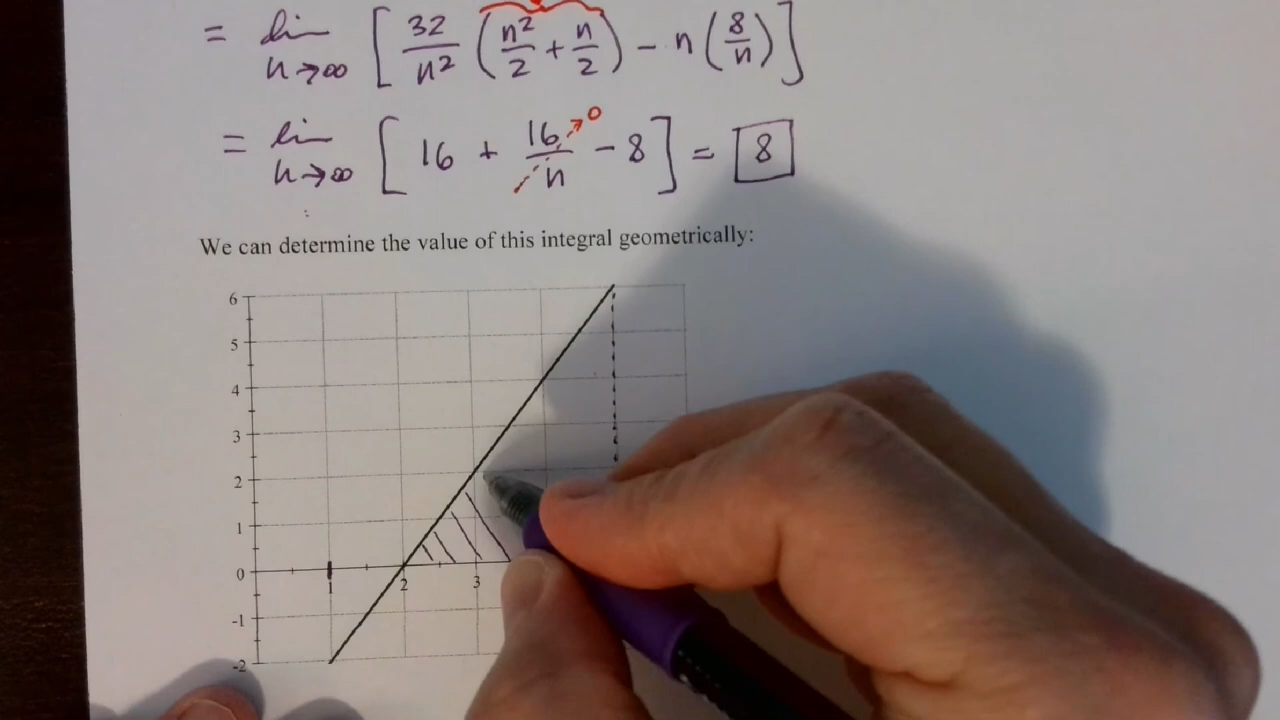 = lim n→∞ [ 32/n² ( n²/2 + n/2 ) − n ( 8/n ) ]
= lim n→∞ [ 16 + 16/n →0 − 8 ] = 8
We can determine the value of this integral geometrically:
6
5
4
3
2
1
0
1 2 3
-1
-2